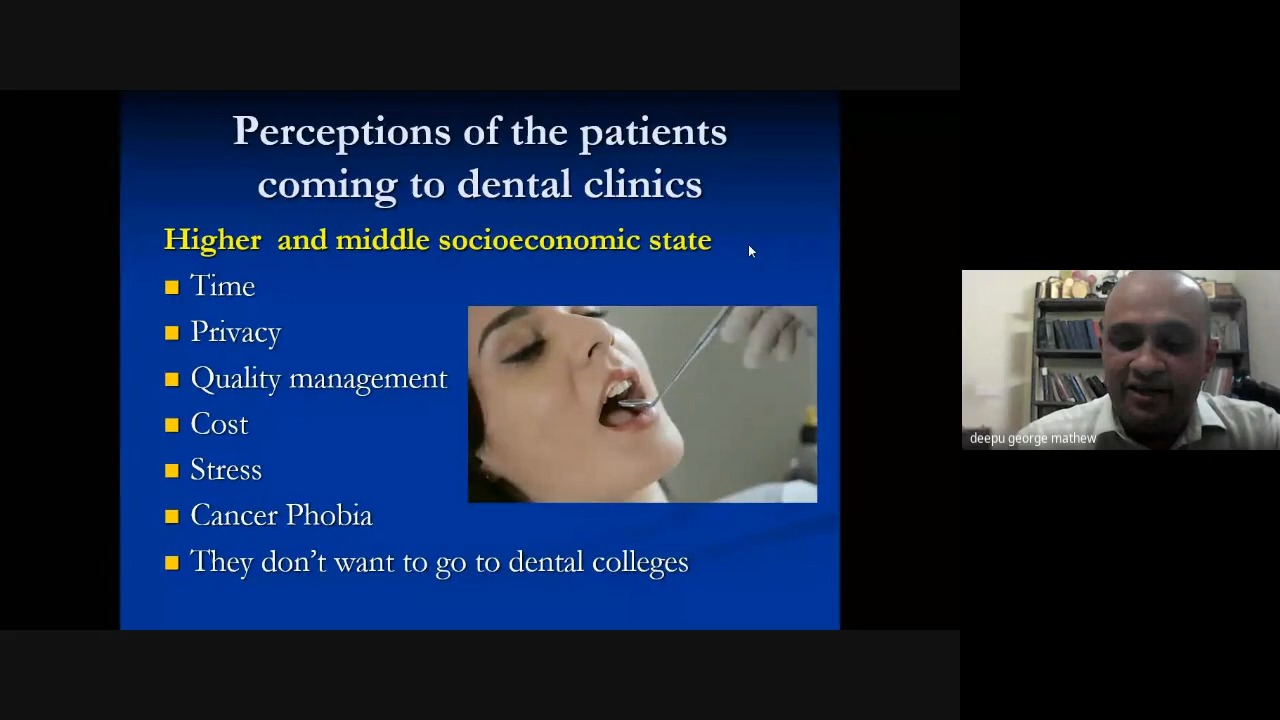 Perceptions of the patients
coming to dental clinics
Higher  and middle socioeconomic state
Time
Privacy
Quality management
Cost
Stress
Cancer Phobia
They don’t want to go to dental colleges
deepu george mathew